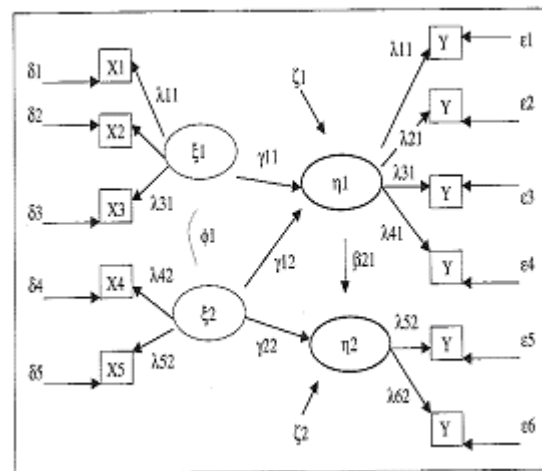 δ1 X1 λ11
δ2 X2
δ3 X3 λ31
ξ1
ϕ1
δ4 X4 λ42
δ5 X5 λ52
ξ2
γ11
γ12
γ22
ζ1
η1
β21
η2
ζ2
λ11 Y ε1
λ21 Y ε2
λ31 Y ε3
λ41 Y ε4
λ52 Y ε5
λ62 Y ε6